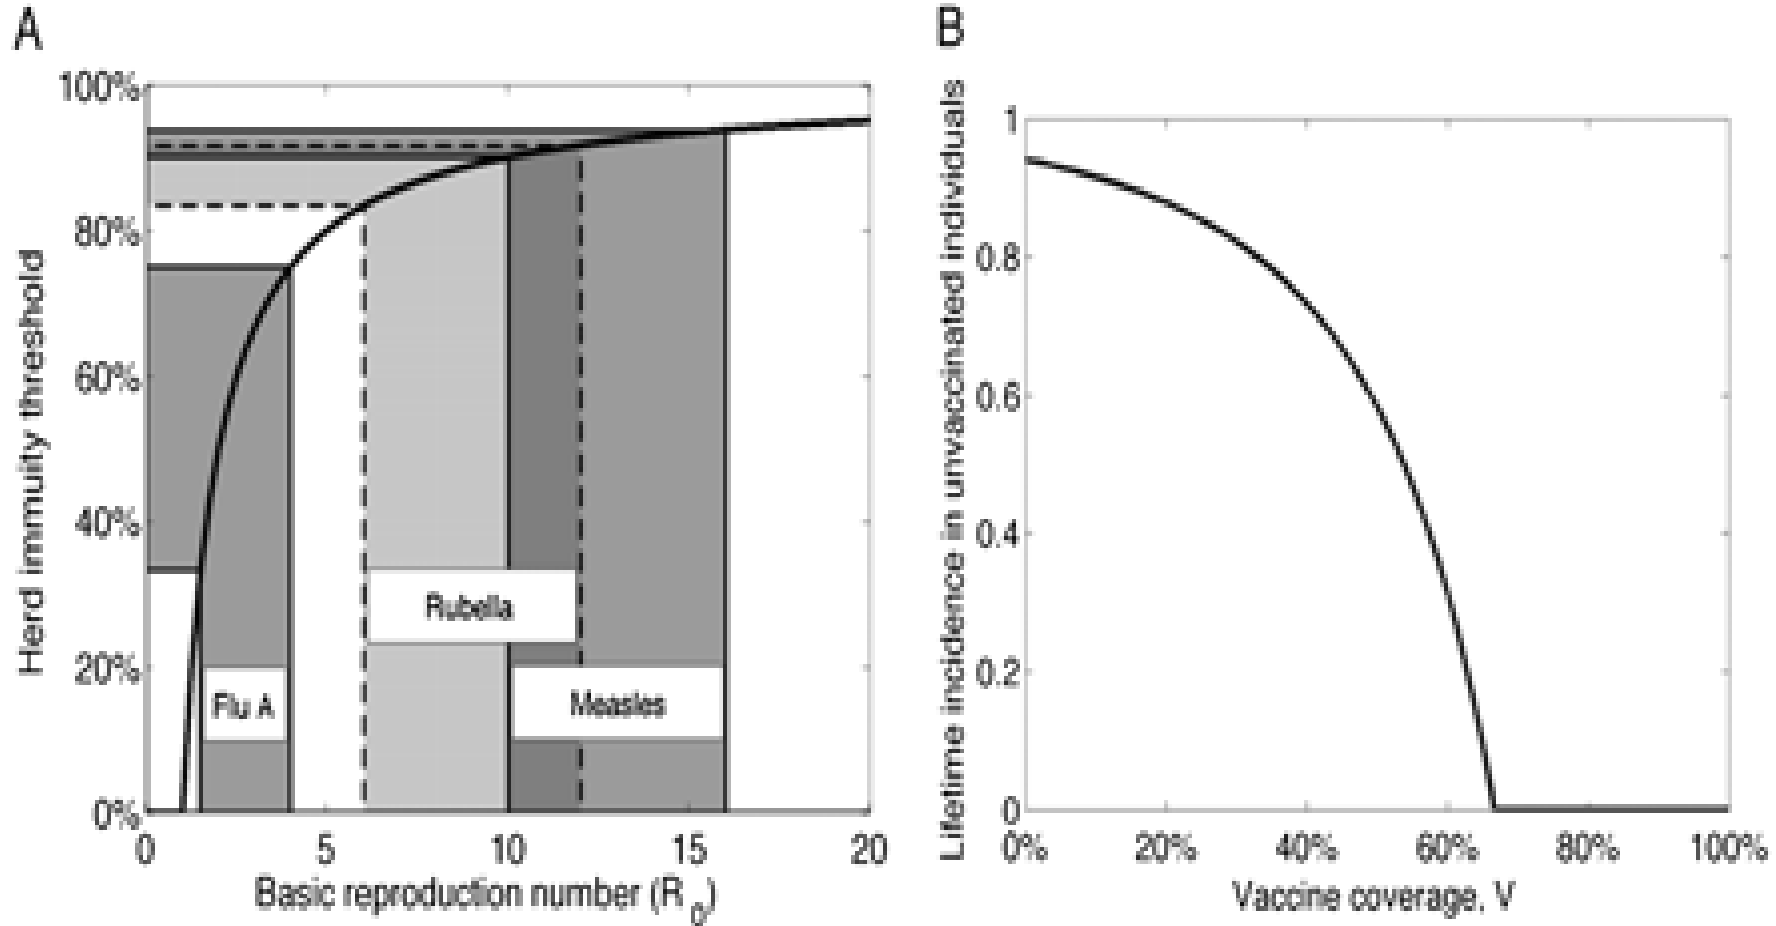 A
Herd immuity threshold
100%
80%
60%
40%
20%
0%
Rubella
Flu A
Measles
0 5 10 15 20
Basic reproduction number (R0)
B
Lifetime incidence in unvaccinated individuals
1
0.8
0.6
0.4
0.2
0
0% 20% 40% 60% 80% 100%
Vaccine coverage, V